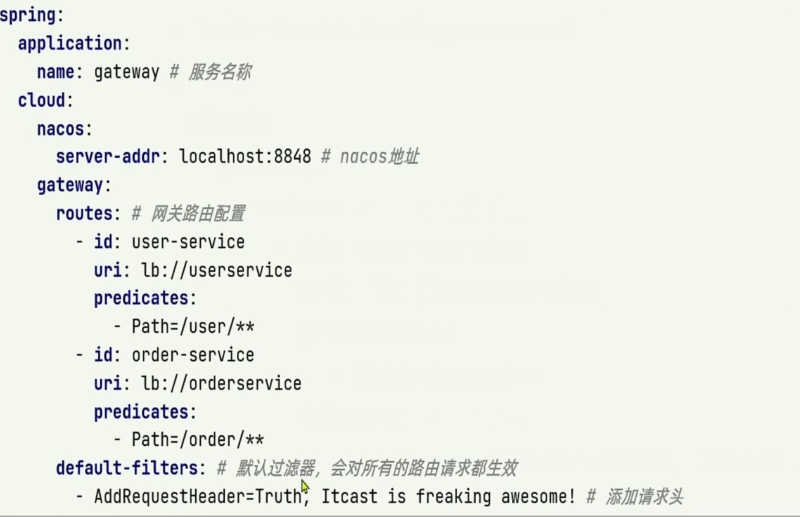 spring:
  application:
    name: gateway # 服务名称
  cloud:
    nacos:
      server-addr: localhost:8848 # nacos地址
    gateway:
      routes: # 网关路由配置
        - id: user-service
          uri: lb://userservice
          predicates:
            - Path=/user/**
        - id: order-service
          uri: lb://orderservice
          predicates:
            - Path=/order/**
      default-filters: # 默认过滤器，会对所有的路由请求都生效
        - AddRequestHeader=Truth, Itcast is freaking awesome! # 添加请求头